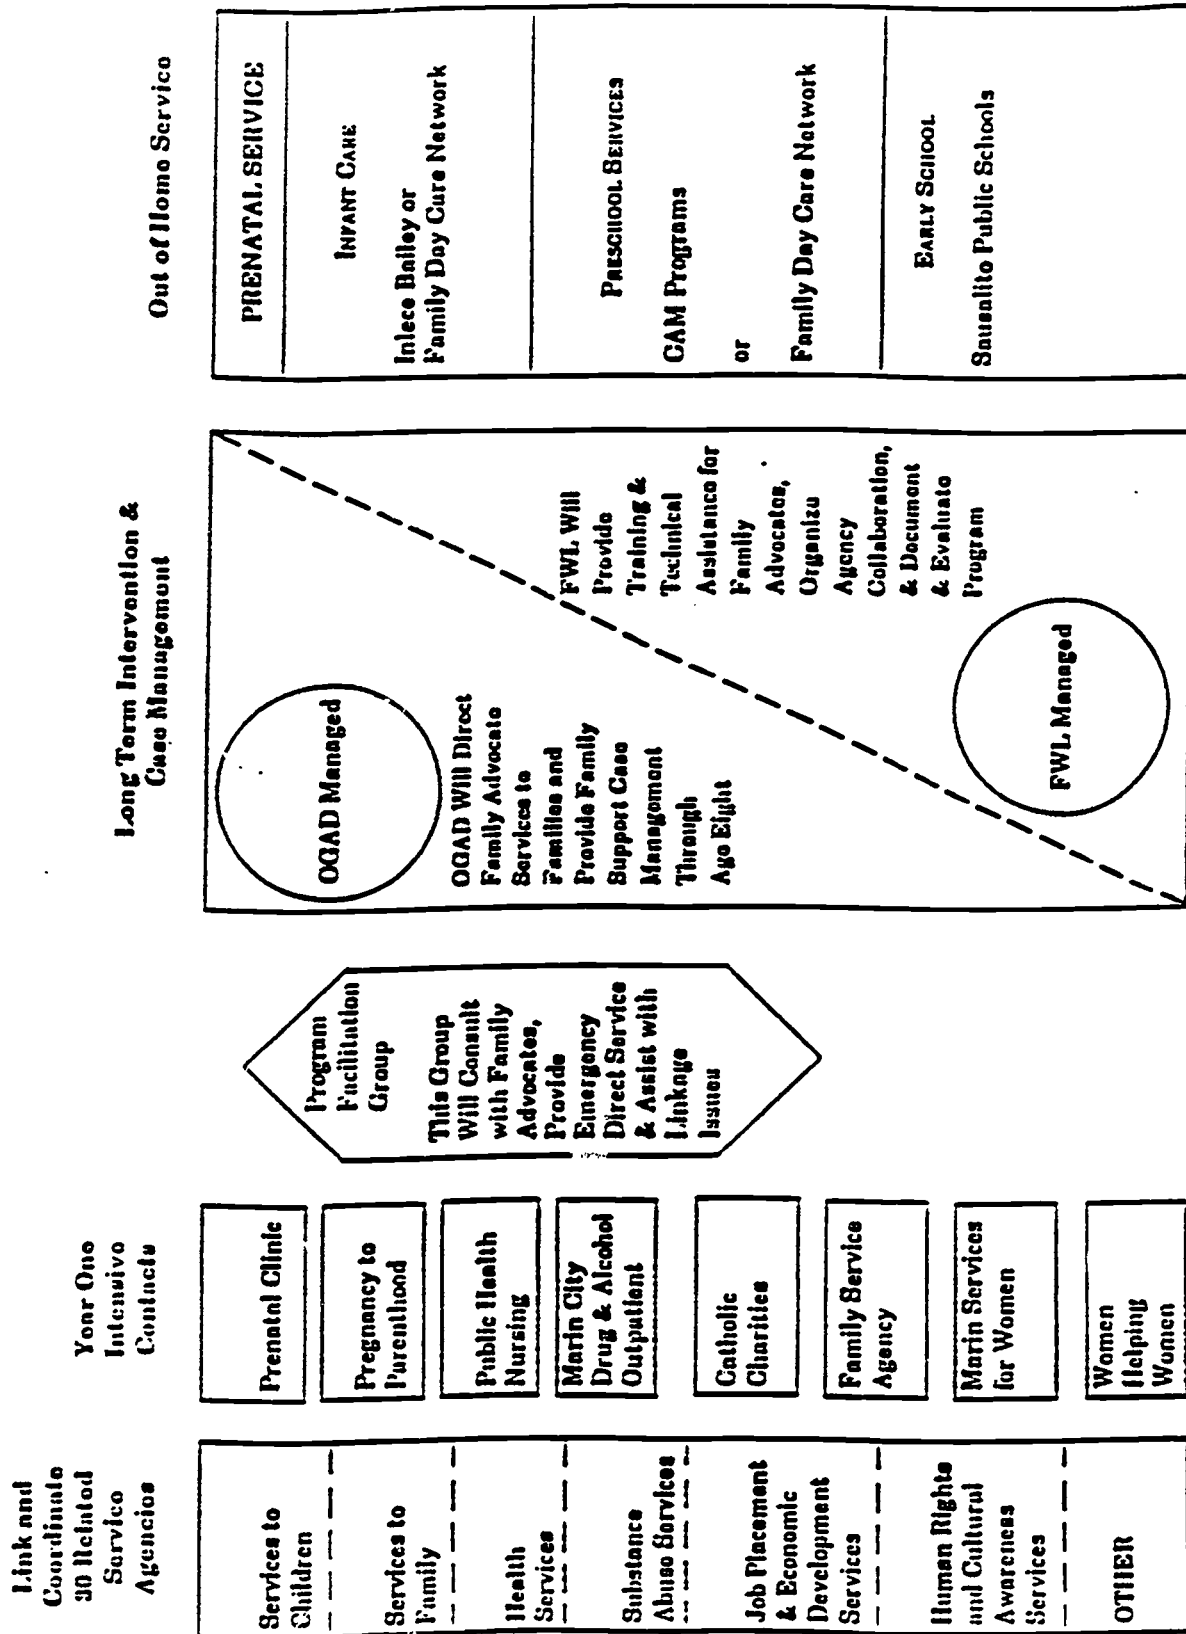 Link and
Coordinate
30 Related
Service
Agencies
Services to
Children
Services to
Family
Health
Services
Substance
Abuse Services
Job Placement
& Economic
Development
Services
Human Rights
and Cultural
Awareness
Services
OTHER
Year One
Intensive
Contacts
Prenatal Clinic
Pregnancy to
Parenthood
Public Health
Nursing
Marin City
Drug & Alcohol
Outpatient
Catholic
Charities
Family Service
Agency
Marin Services
for Women
Women
Helping
Women
Program
Facilitation
Group
This Group
Will Consult
with Family
Advocates,
Provide
Emergency
Direct Service
& Assist with
Linkage
Issues
Long Term Intervention &
Case Management
OGAD Managed
OGAD Will Direct
Family Advocate
Services to
Families and
Provide Family
Support Case
Management
Through
Age Eight
FWL Will
Provide
Training &
Technical
Assistance for
Family
Advocates,
Organize
Agency
Collaboration,
& Document
& Evaluate
Program
FWL Managed
Out of Home Service
PRENATAL SERVICE
INFANT CARE
Inlece Bailey or
Family Day Care Network
PRESCHOOL SERVICES
CAM Programs
or
Family Day Care Network
EARLY SCHOOL
Sausalito Public Schools